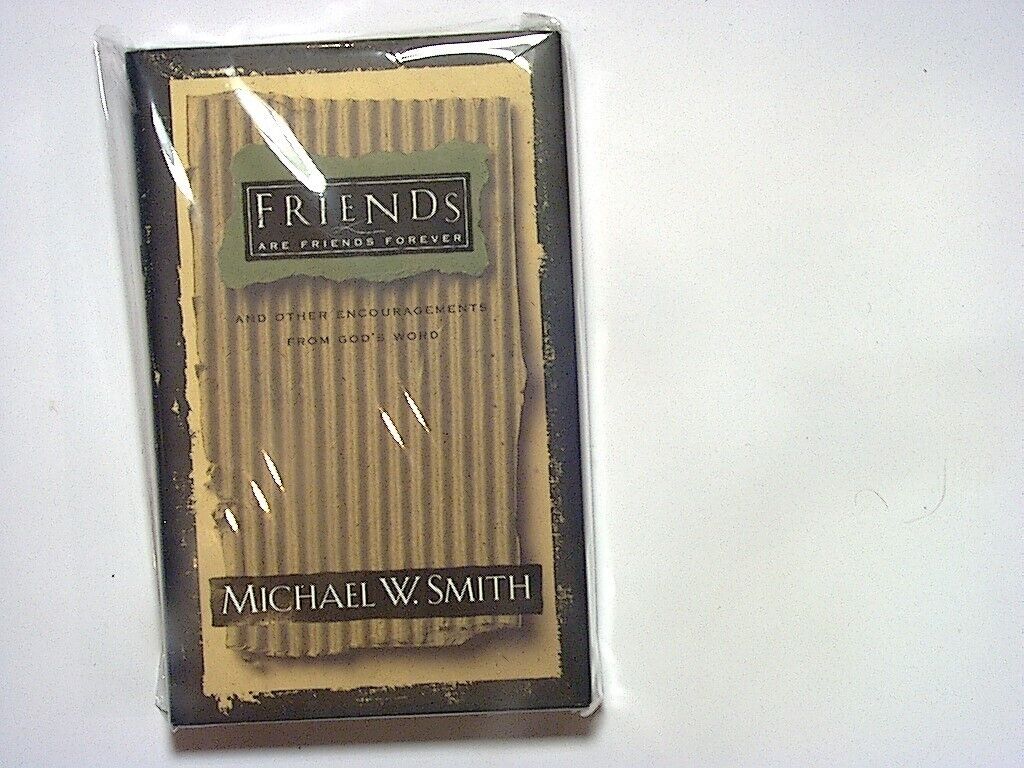 FRIENDS
ARE FRIENDS FOREVER
AND OTHER ENCOURAGEMENTS
FROM GOD'S WORD
MICHAEL W. SMITH